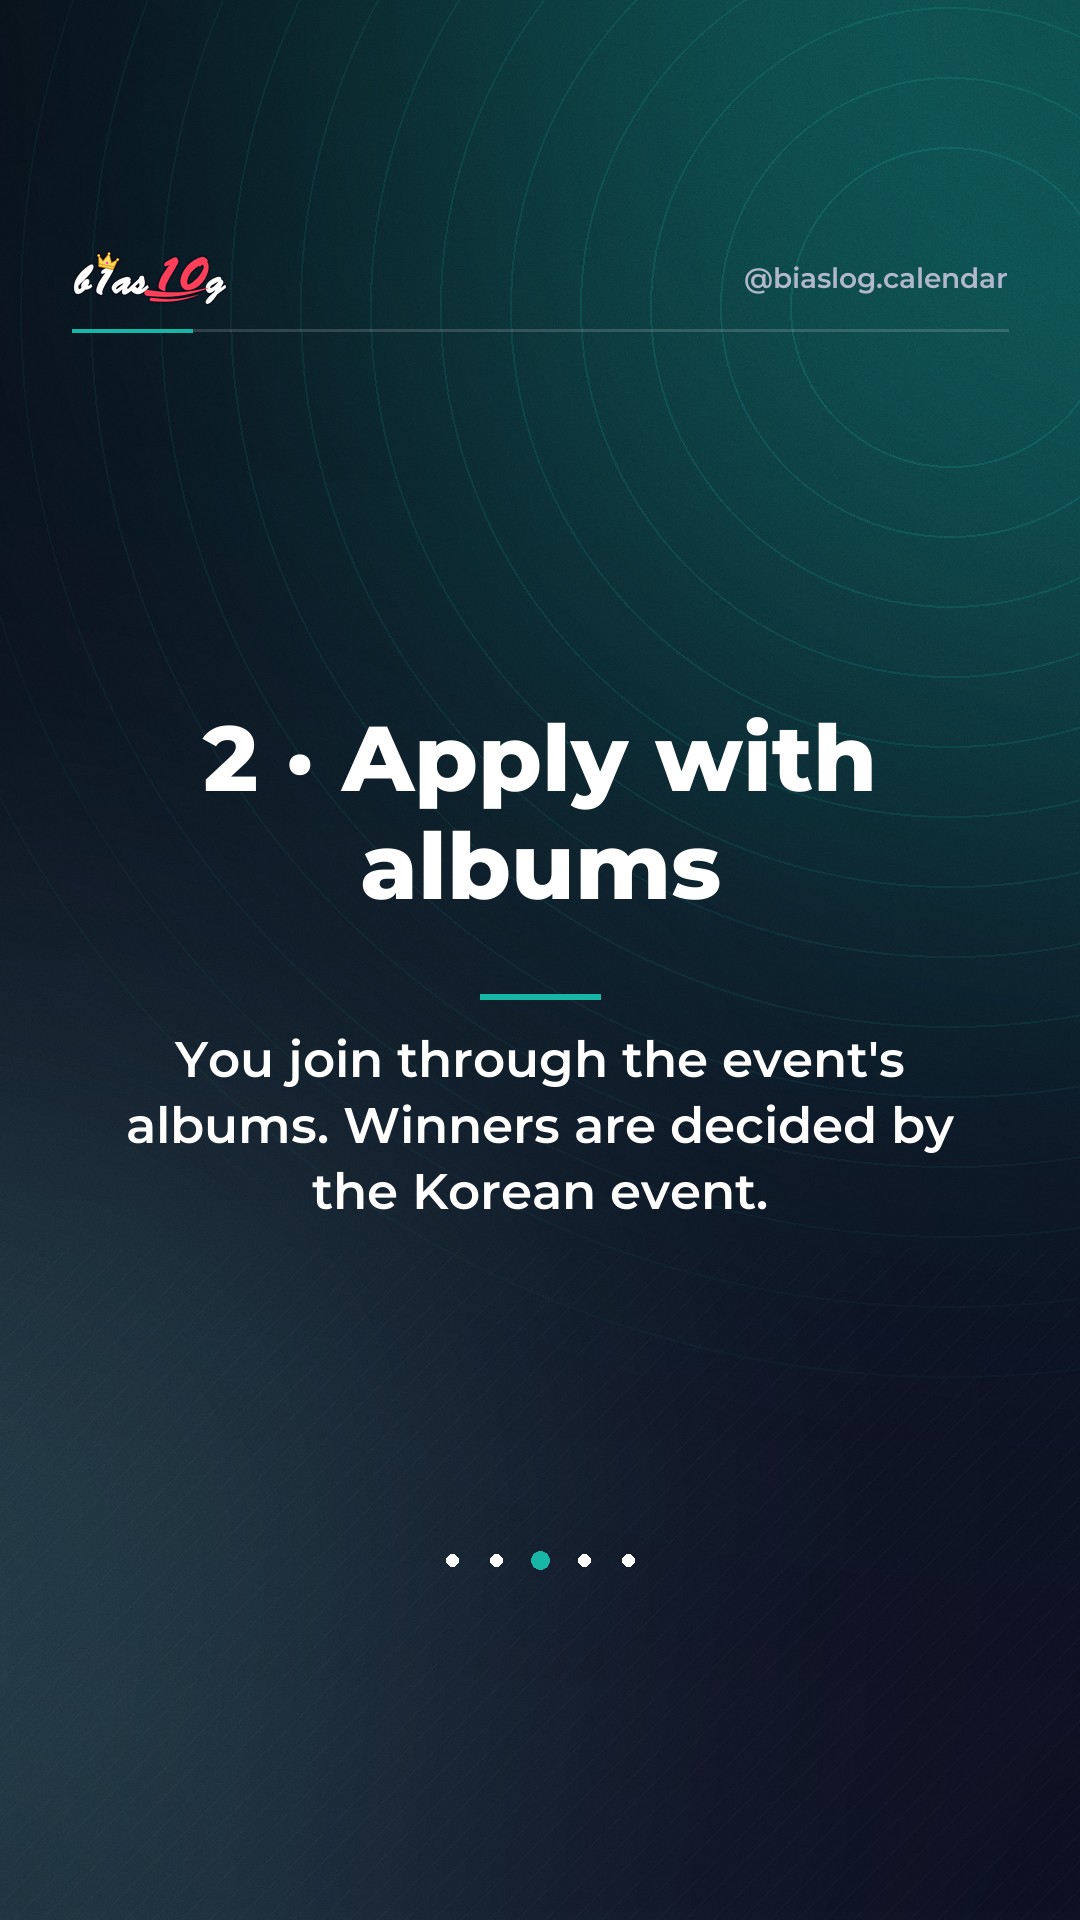 b1as10g
@biaslog.calendar
2 • Apply with
albums
You join through the event's
albums. Winners are decided by
the Korean event.